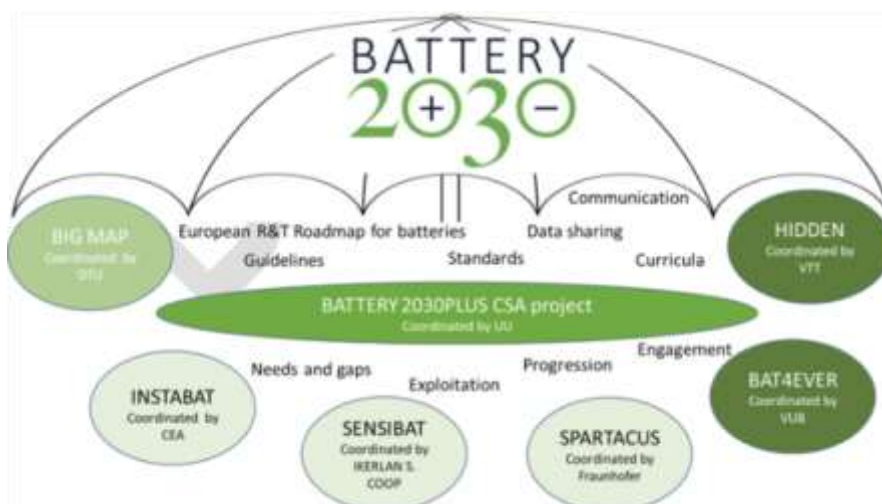 BATTERY
2030
Communication
BIG MAP
Coordinated by
DTU
European R&T Roadmap for batteries
Data sharing
HIDDEN
Coordinated by
VTT
Guidelines
Standards
Curricula
BATTERY 2030PLUS CSA project
Coordinated by UU
Needs and gaps
Exploitation
Progression
Engagement
INSTABAT
Coordinated by
CEA
SENSIBAT
Coordinated by
IKERLAN S.
COOP
SPARTACUS
Coordinated by
Fraunhofer
BAT4EVER
Coordinated by
VUB